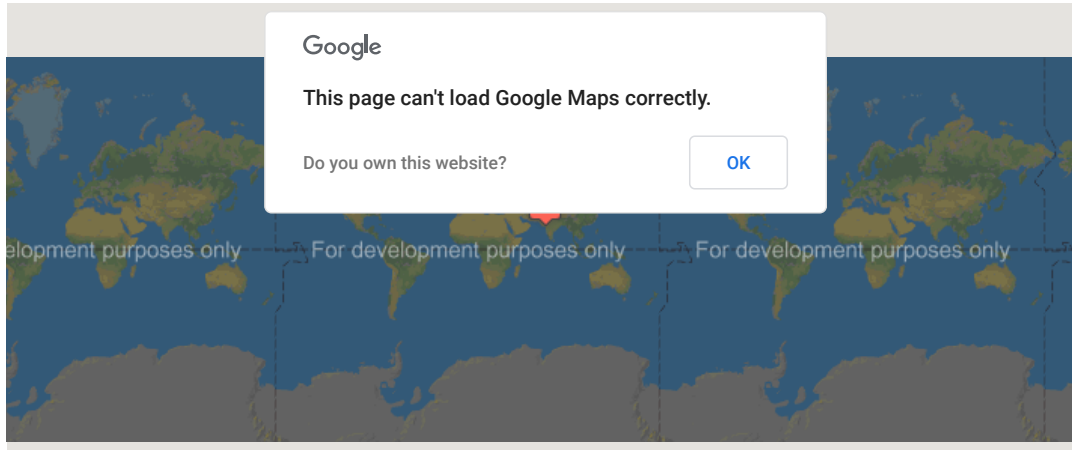 Google
This page can't load Google Maps correctly.
Do you own this website?
OK
elopment purposes only
For development purposes only
For development purposes only